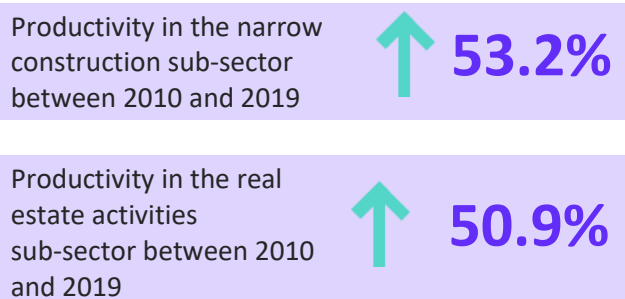 Productivity in the narrow
construction sub-sector
between 2010 and 2019
53.2%
Productivity in the real
estate activities
sub-sector between 2010
and 2019
50.9%